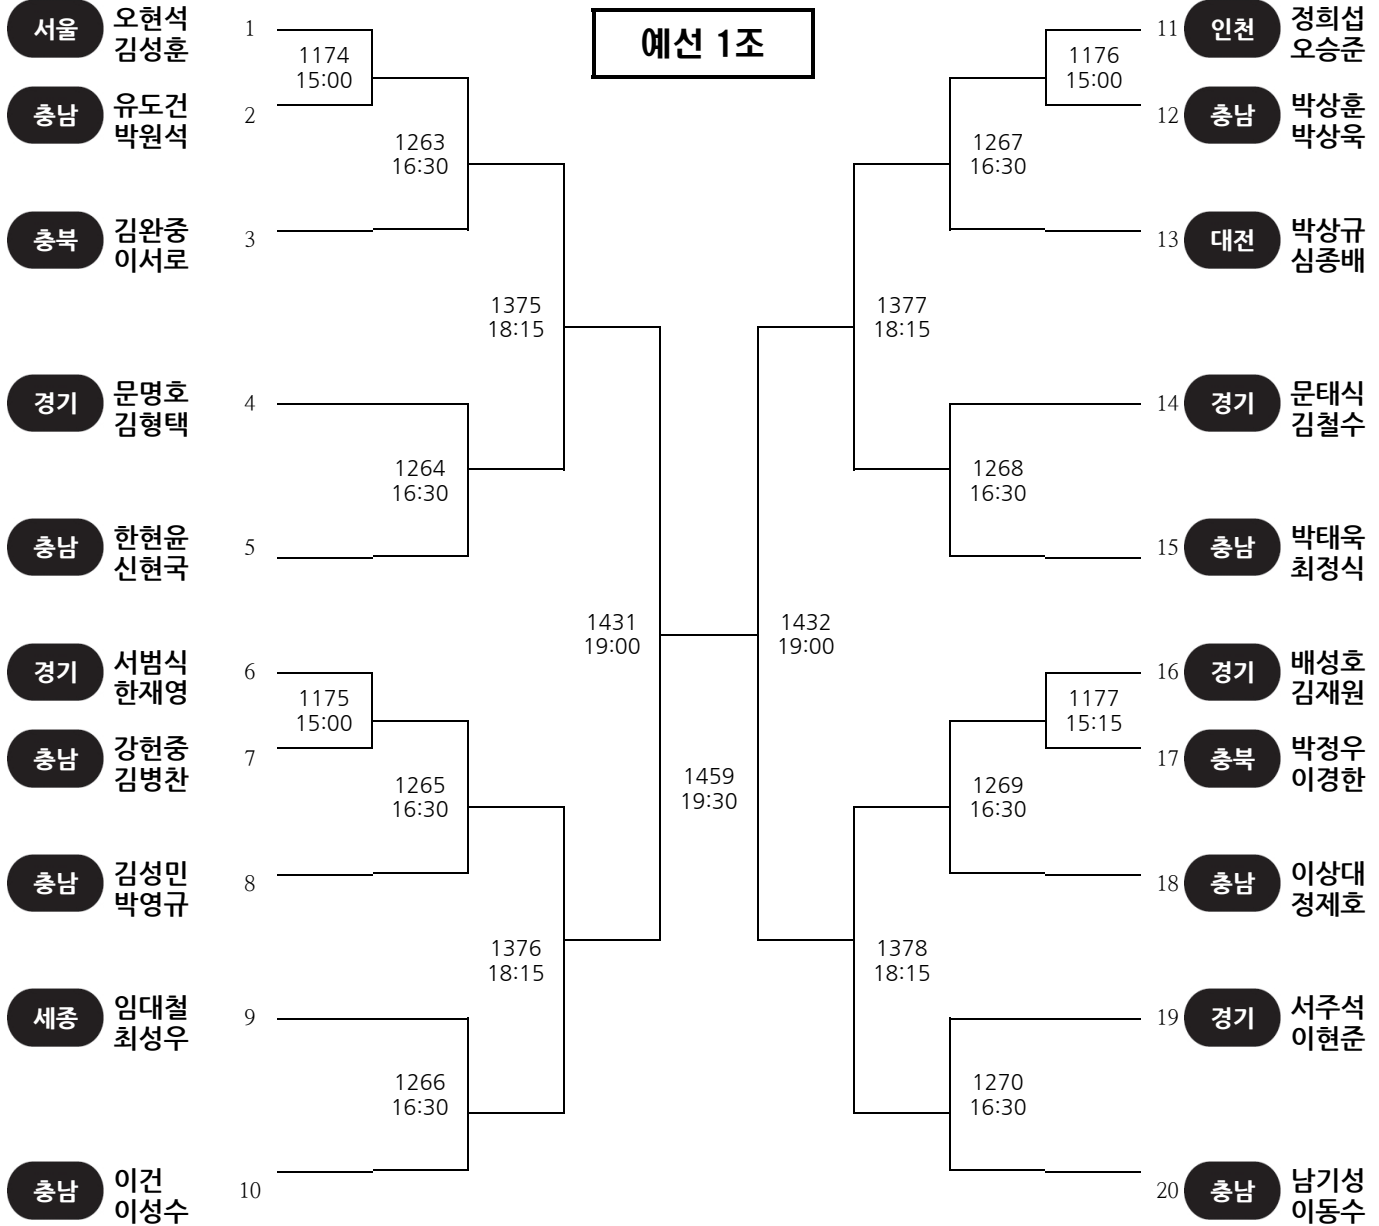 예선 1조
서울 오현석 김성훈 1
1174
15:00
충남 유도건 박원석 2
1263
16:30
충북 김완중 이서로 3
1375
18:15
경기 문명호 김형택 4
1264
16:30
충남 한현윤 신현국 5
1431
19:00
경기 서범식 한재영 6
1175
15:00
충남 강헌중 김병찬 7
1265
16:30
충남 김성민 박영규 8
1376
18:15
세종 임대철 최성우 9
1266
16:30
충남 이건 이성수 10
1459
19:30
11 인천 정희섭 오승준
1176
15:00
12 충남 박상훈 박상욱
1267
16:30
13 대전 박상규 심종배
1377
18:15
14 경기 문태식 김철수
1268
16:30
15 충남 박태욱 최정식
1432
19:00
16 경기 배성호 김재원
1177
15:15
17 충북 박정우 이경한
1269
16:30
18 충남 이상대 정제호
1378
18:15
19 경기 서주석 이현준
1270
16:30
20 충남 남기성 이동수